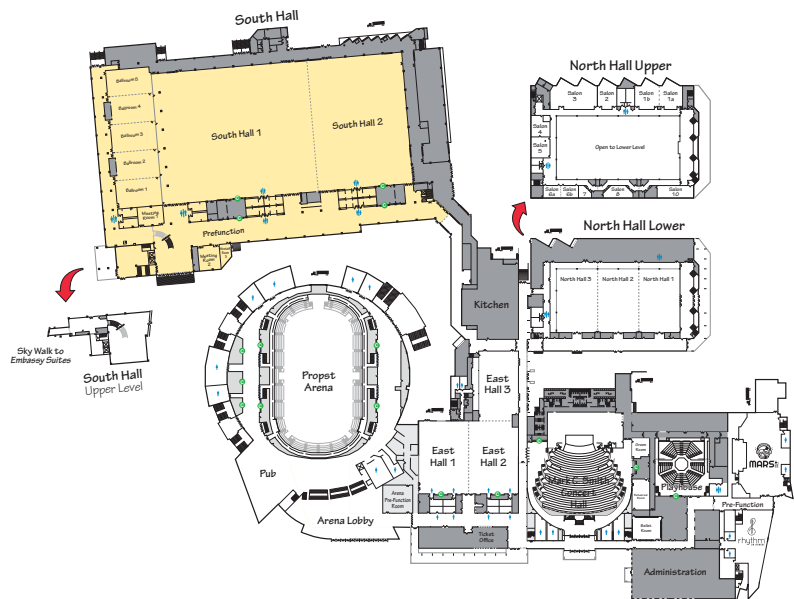 South Hall
Ballroom 5
Ballroom 4
Ballroom 3
Ballroom 2
Ballroom 1
South Hall 1
South Hall 2
Meeting
Room 1
Prefunction
Meeting
Room 2
Sky Walk to
Embassy Suites
South Hall
Upper Level
North Hall Upper
Salon
3
Salon
2
Salon
1b
Salon
1a
Salon
4
Salon
5
Open to Lower Level
Salon
6a
Salon
6b
7
Salon
8
Salon
10
North Hall Lower
North Hall 3
North Hall 2
North Hall 1
Kitchen
Propst
Arena
Pub
Arena Lobby
Arena
Pre-Function
Room
East
Hall 3
East
Hall 1
East
Hall 2
Ticket
Office
Mark C. Smith
Concert
Hall
Green
Room
Rehearsal
Room
Ballet
Room
Playhouse
MARS
Pre-Function
rhythm
Administration